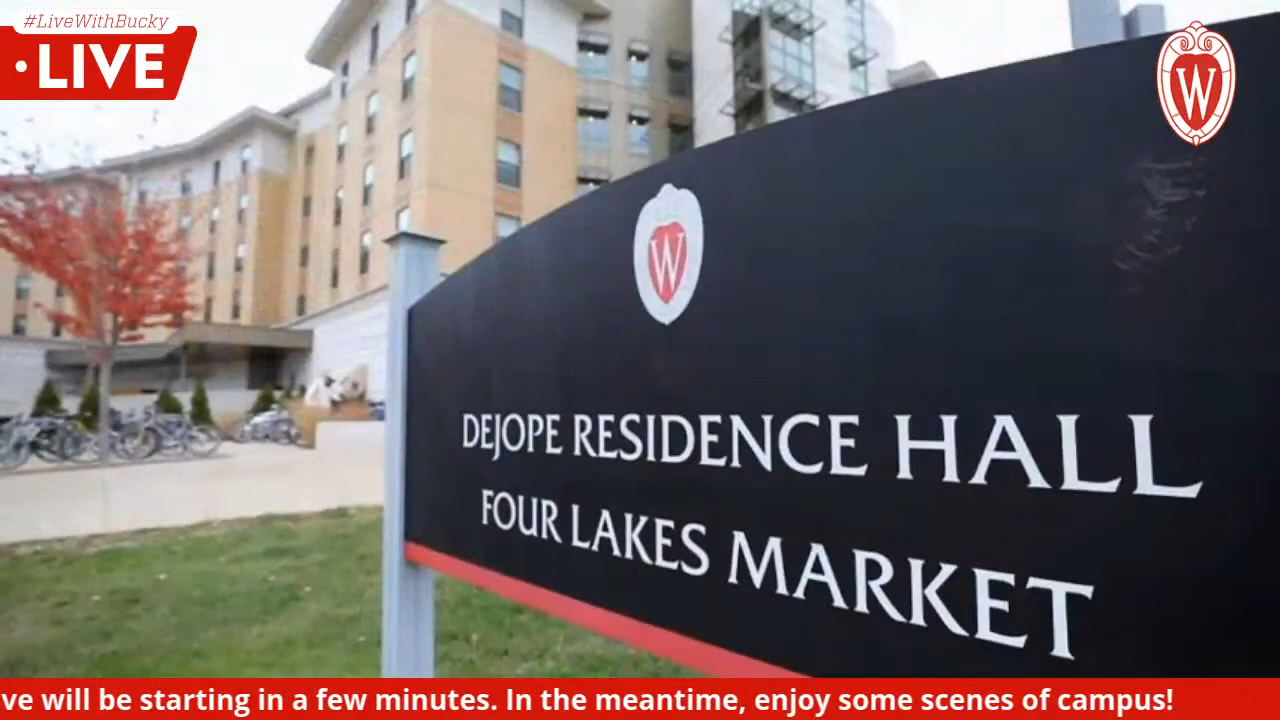 #LiveWithBucky
LIVE
W
W
DEJOPE RESIDENCE HALL
FOUR LAKES MARKET
ve will be starting in a few minutes. In the meantime, enjoy some scenes of campus!